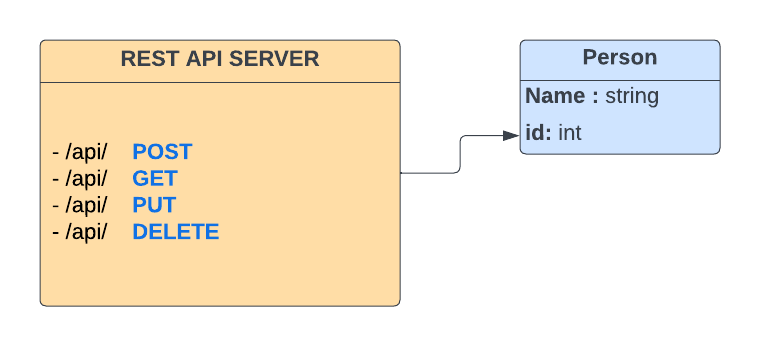 REST API SERVER
- /api/ POST
- /api/ GET
- /api/ PUT
- /api/ DELETE
Person
Name : string
id: int